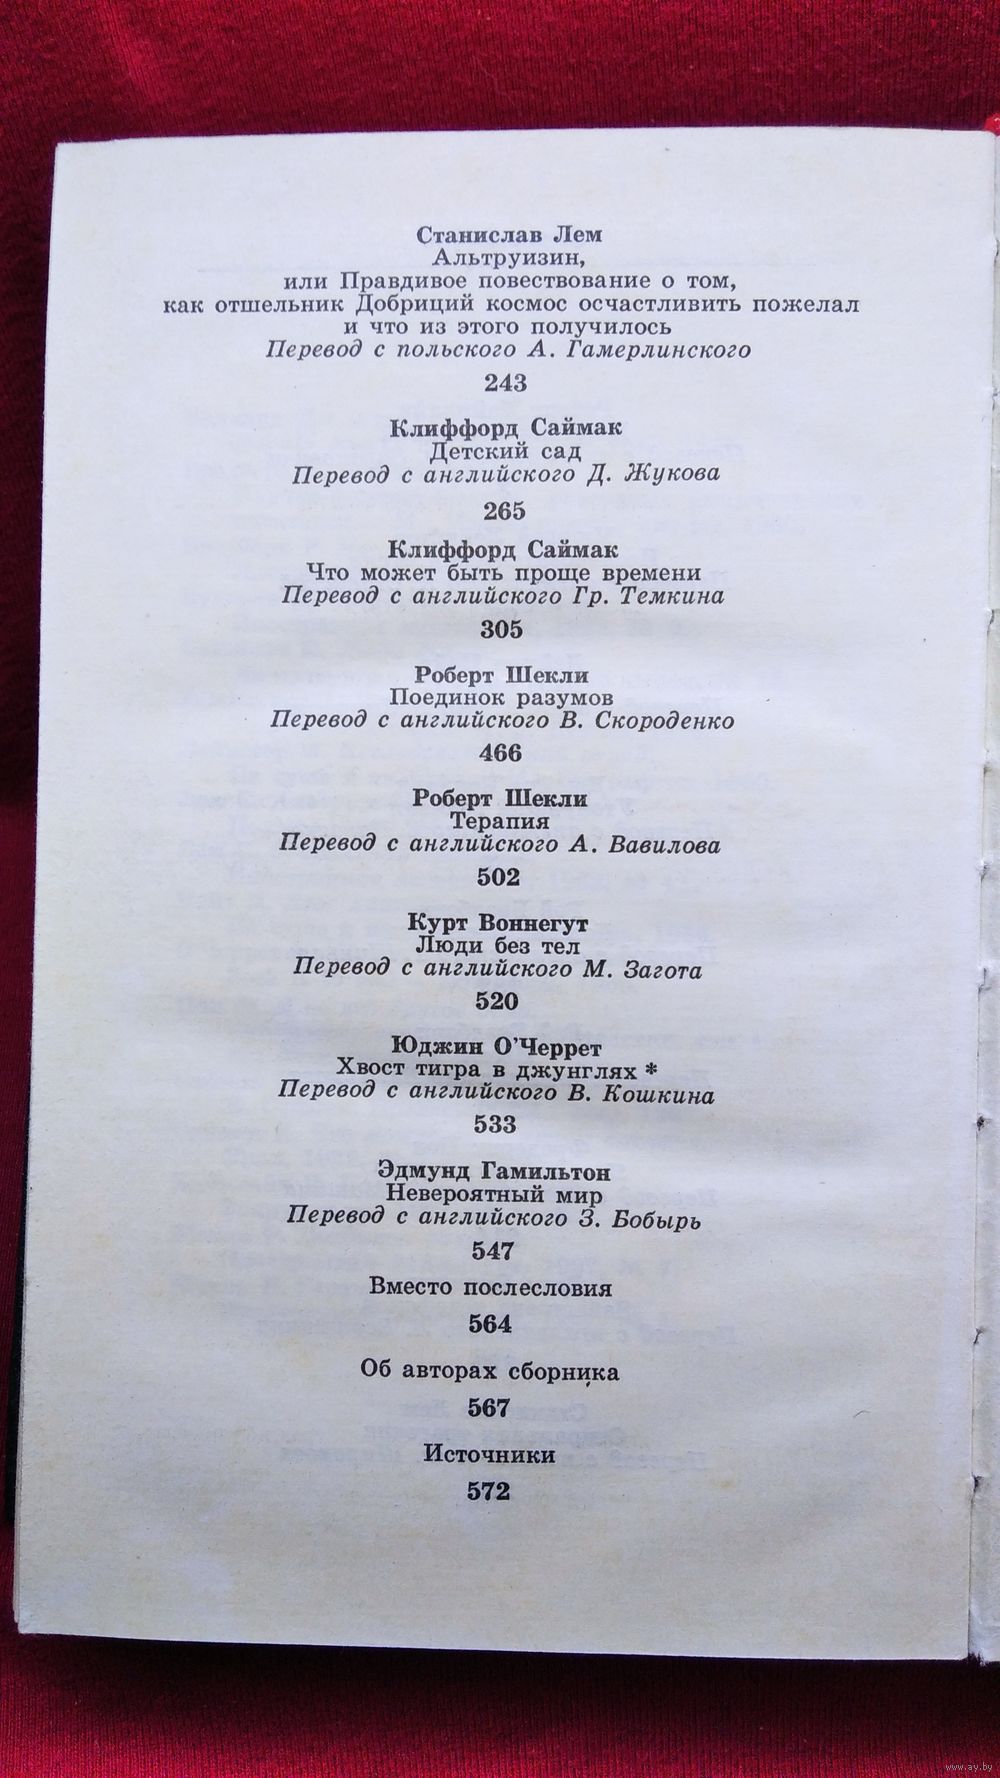 Станислав Лем
Альтруизин,
или Правдивое повествование о том,
как отшельник Добриций космос осчастливить пожелал
и что из этого получилось
Перевод с польского А. Гамерлинского
243
Клиффорд Саймак
Детский сад
Перевод с английского Д. Жукова
265
Клиффорд Саймак
Что может быть проще времени
Перевод с английского Гр. Темкина
305
Роберт Шекли
Поединок разумов
Перевод с английского В. Скороденко
466
Роберт Шекли
Терапия
Перевод с английского А. Вавилова
502
Курт Воннегут
Люди без тел
Перевод с английского М. Загота
520
Юджин О'Черрет
Хвост тигра в джунглях *
Перевод с английского В. Кошкина
533
Эдмунд Гамильтон
Невероятный мир
Перевод с английского З. Бобырь
547
Вместо послесловия
564
Об авторах сборника
567
Источники
572
www.ay.by